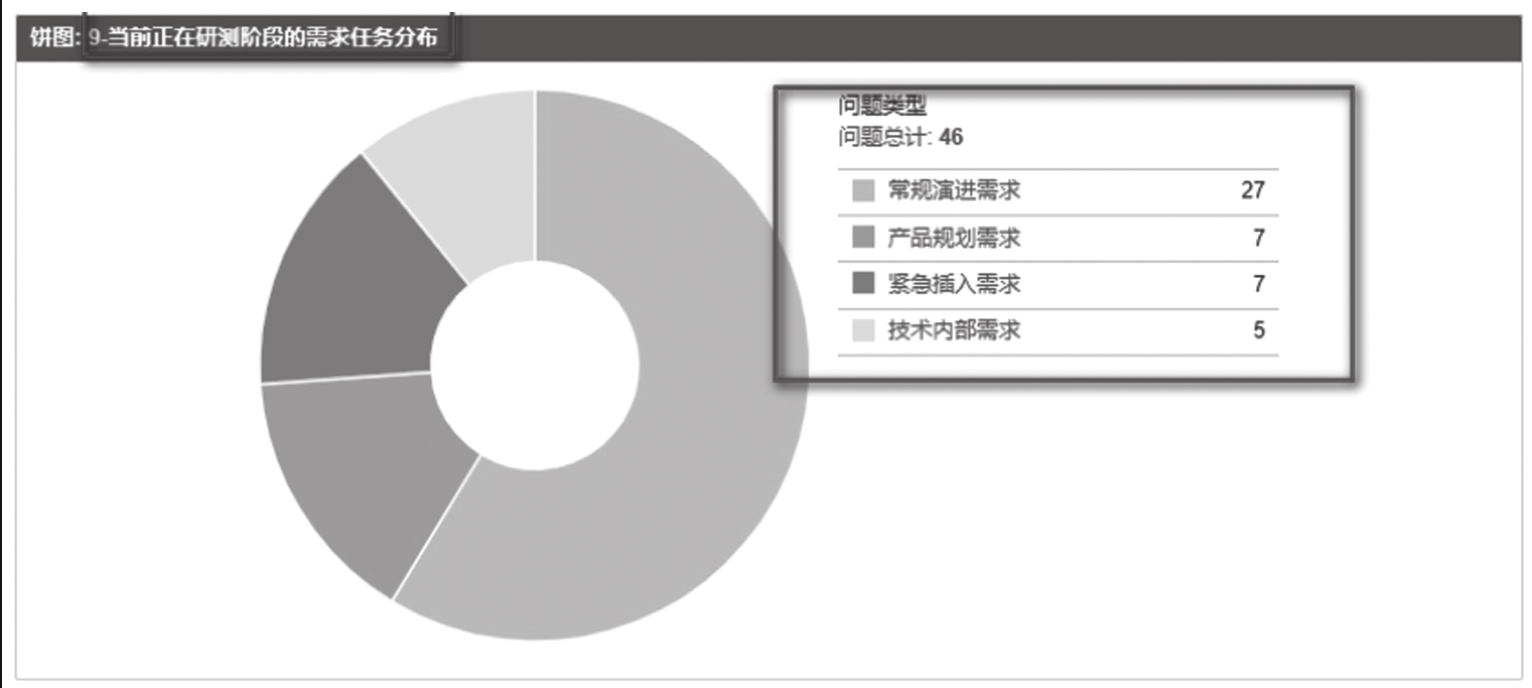 饼图: 9-当前正在研测阶段的需求任务分布
问题类型
问题总计: 46
常规演进需求 27
产品规划需求 7
紧急插入需求 7
技术内部需求 5